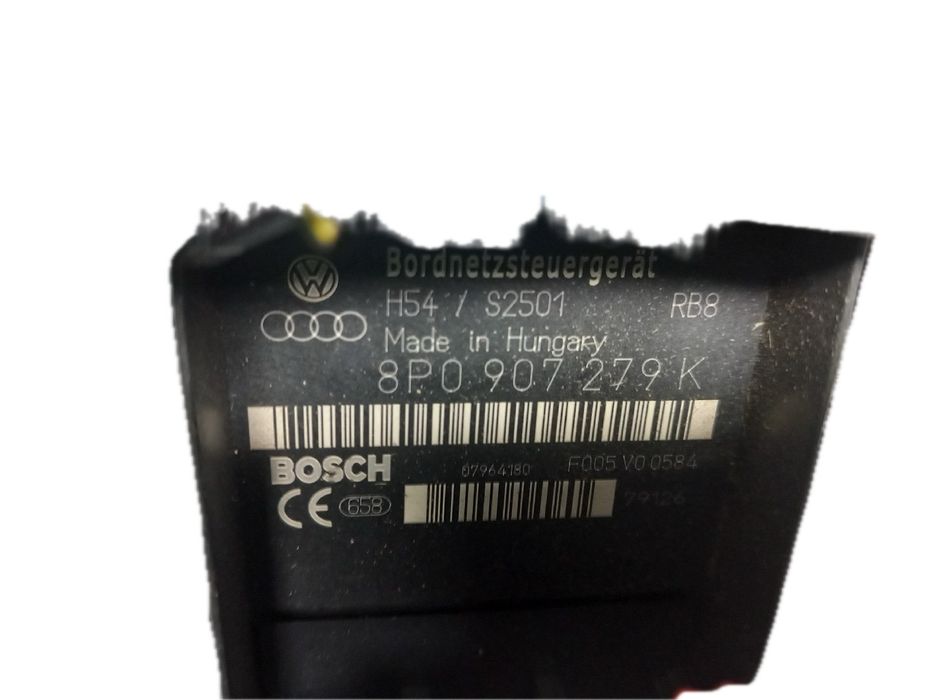 Bordnetzsteuergerät
H54 / S2501 RB8
Made in Hungary
8P0 907 279 K
BOSCH 07964180 F005 V0 0584
CE 658 79126